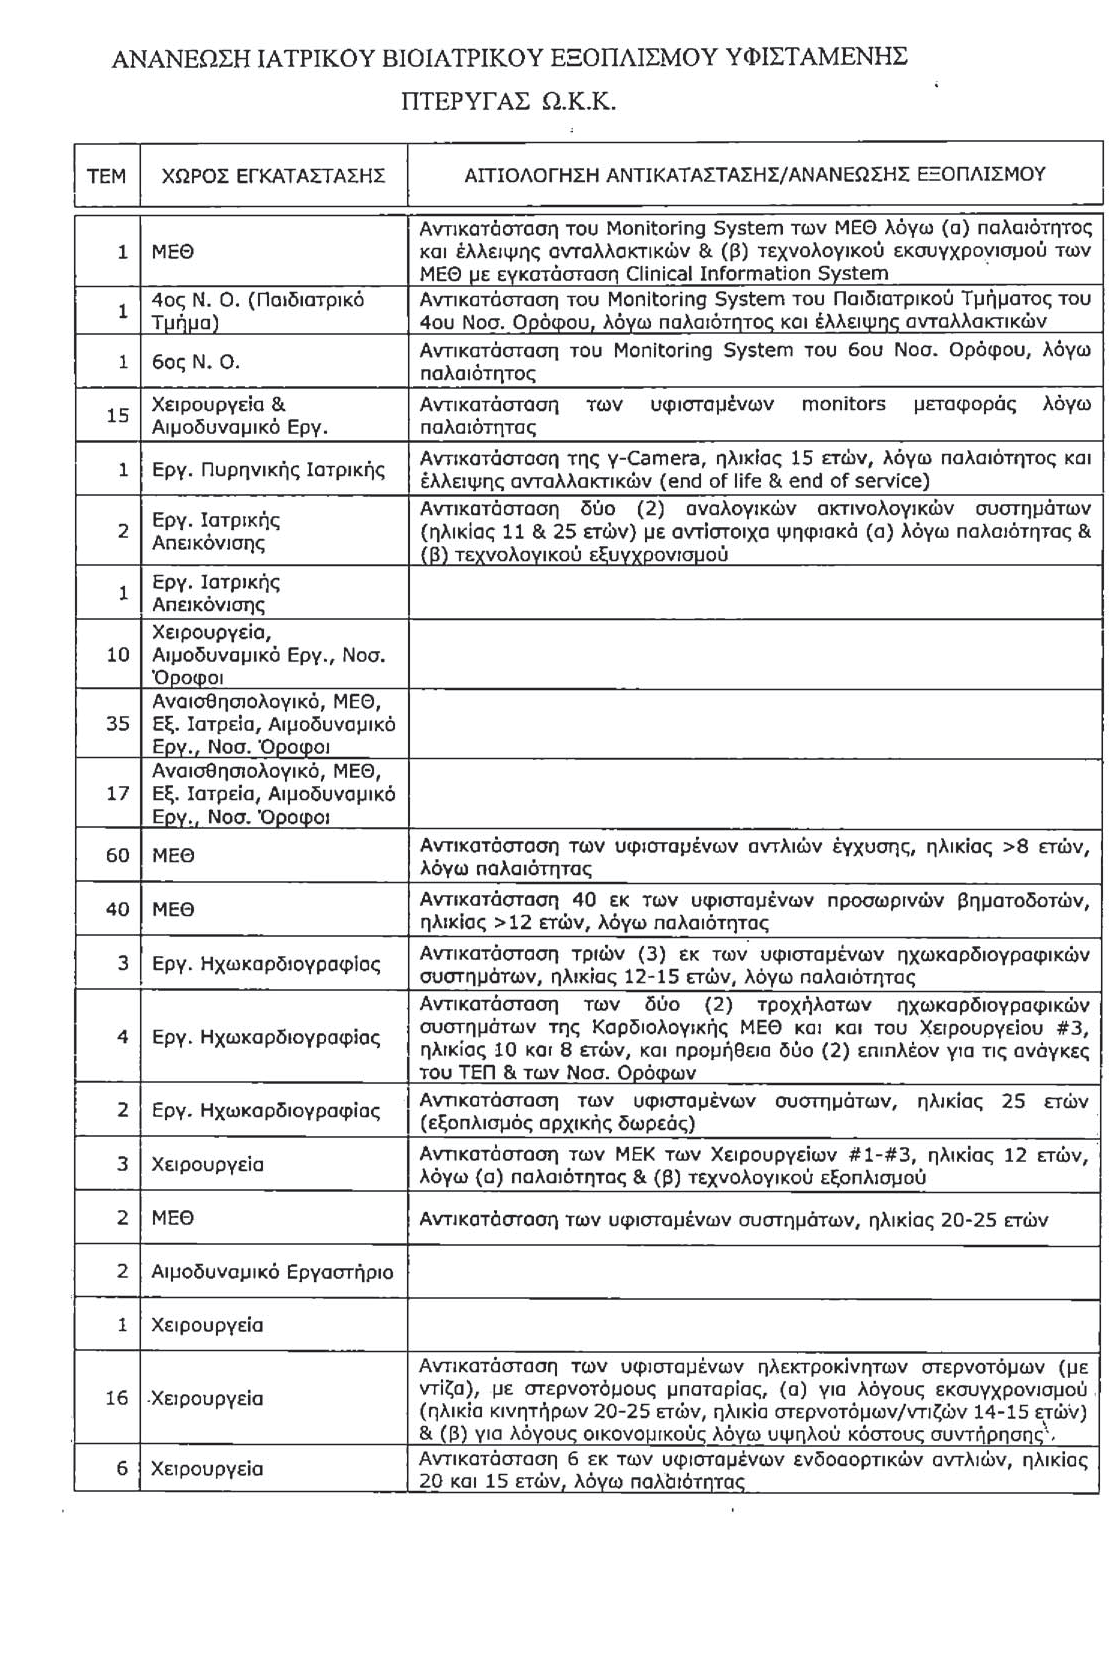 ΑΝΑΝΕΩΣΗ ΙΑΤΡΙΚΟΥ ΒΙΟΙΑΤΡΙΚΟΥ ΕΞΟΠΛΙΣΜΟΥ ΥΦΙΣΤΑΜΕΝΗΣ
ΠΤΕΡΥΓΑΣ Ω.Κ.Κ.
ΤΕΜ ΧΩΡΟΣ ΕΓΚΑΤΑΣΤΑΣΗΣ ΑΙΤΙΟΛΟΓΗΣΗ ΑΝΤΙΚΑΤΑΣΤΑΣΗΣ/ΑΝΑΝΕΩΣΗΣ ΕΞΟΠΛΙΣΜΟΥ
1 ΜΕΘ
Αντικατάσταση του Monitoring System των ΜΕΘ λόγω (α) παλαιότητος
και έλλειψης ανταλλακτικών & (β) τεχνολογικού εκσυγχρονισμού των
ΜΕΘ με εγκατάσταση Clinical Information System
1
4ος Ν. Ο. (Παιδιατρικό
Τμήμα)
Αντικατάσταση του Monitoring System του Παιδιατρικού Τμήματος του
4ου Νοσ. Ορόφου, λόγω παλαιότητος και έλλειψης ανταλλακτικών
1 6ος Ν. Ο.
Αντικατάσταση του Monitoring System του 6ου Νοσ. Ορόφου, λόγω
παλαιότητος
15
Χειρουργεία &
Αιμοδυναμικό Εργ.
Αντικατάσταση των υφισταμένων monitors μεταφοράς λόγω
παλαιότητας
1 Εργ. Πυρηνικής Ιατρικής
Αντικατάσταση της γ-Camera, ηλικίας 15 ετών, λόγω παλαιότητος και
έλλειψης ανταλλακτικών (end of life & end of service)
2
Εργ. Ιατρικής
Απεικόνισης
Αντικατάσταση δύο (2) αναλογικών ακτινολογικών συστημάτων
(ηλικίας 11 & 25 ετών) με αντίστοιχα ψηφιακά (α) λόγω παλαιότητας &
(β) τεχνολογικού εξυγχρονισμού
1
Εργ. Ιατρικής
Απεικόνισης
10
Χειρουργεία,
Αιμοδυναμικό Εργ., Νοσ.
Όροφοι
35
Αναισθησιολογικό, ΜΕΘ,
Εξ. Ιατρεία, Αιμοδυναμικό
Εργ., Νοσ. Όροφοι
17
Αναισθησιολογικό, ΜΕΘ,
Εξ. Ιατρεία, Αιμοδυναμικό
Εργ., Νοσ. Όροφοι
60 ΜΕΘ
Αντικατάσταση των υφισταμένων αντλιών έγχυσης, ηλικίας >8 ετών,
λόγω παλαιότητας
40 ΜΕΘ
Αντικατάσταση 40 εκ των υφισταμένων προσωρινών βηματοδοτών,
ηλικίας >12 ετών, λόγω παλαιότητας
3 Εργ. Ηχωκαρδιογραφίας
Αντικατάσταση τριών (3) εκ των υφισταμένων ηχωκαρδιογραφικών
συστημάτων, ηλικίας 12-15 ετών, λόγω παλαιότητας
4 Εργ. Ηχωκαρδιογραφίας
Αντικατάσταση των δύο (2) τροχήλατων ηχωκαρδιογραφικών
συστημάτων της Καρδιολογικής ΜΕΘ και και του Χειρουργείου #3,
ηλικίας 10 και 8 ετών, και προμήθεια δύο (2) επιπλέον για τις ανάγκες
του ΤΕΠ & των Νοσ. Ορόφων
2 Εργ. Ηχωκαρδιογραφίας
Αντικατάσταση των υφισταμένων συστημάτων, ηλικίας 25 ετών
(εξοπλισμός αρχικής δωρεάς)
3 Χειρουργεία
Αντικατάσταση των ΜΕΚ των Χειρουργείων #1-#3, ηλικίας 12 ετών,
λόγω (α) παλαιότητας & (β) τεχνολογικού εξοπλισμού
2 ΜΕΘ Αντικατάσταση των υφισταμένων συστημάτων, ηλικίας 20-25 ετών
2 Αιμοδυναμικό Εργαστήριο
1 Χειρουργεία
16 Χειρουργεία
Αντικατάσταση των υφισταμένων ηλεκτροκίνητων στερνοτόμων (με
ντίζα), με στερνοτόμους μπαταρίας, (α) για λόγους εκσυγχρονισμού
(ηλικία κινητήρων 20-25 ετών, ηλικία στερνοτόμων/ντιζών 14-15 ετών)
& (β) για λόγους οικονομικούς λόγω υψηλού κόστους συντήρησης.
6 Χειρουργεία
Αντικατάσταση 6 εκ των υφισταμένων ενδοαορτικών αντλιών, ηλικίας
20 και 15 ετών, λόγω παλαιότητας